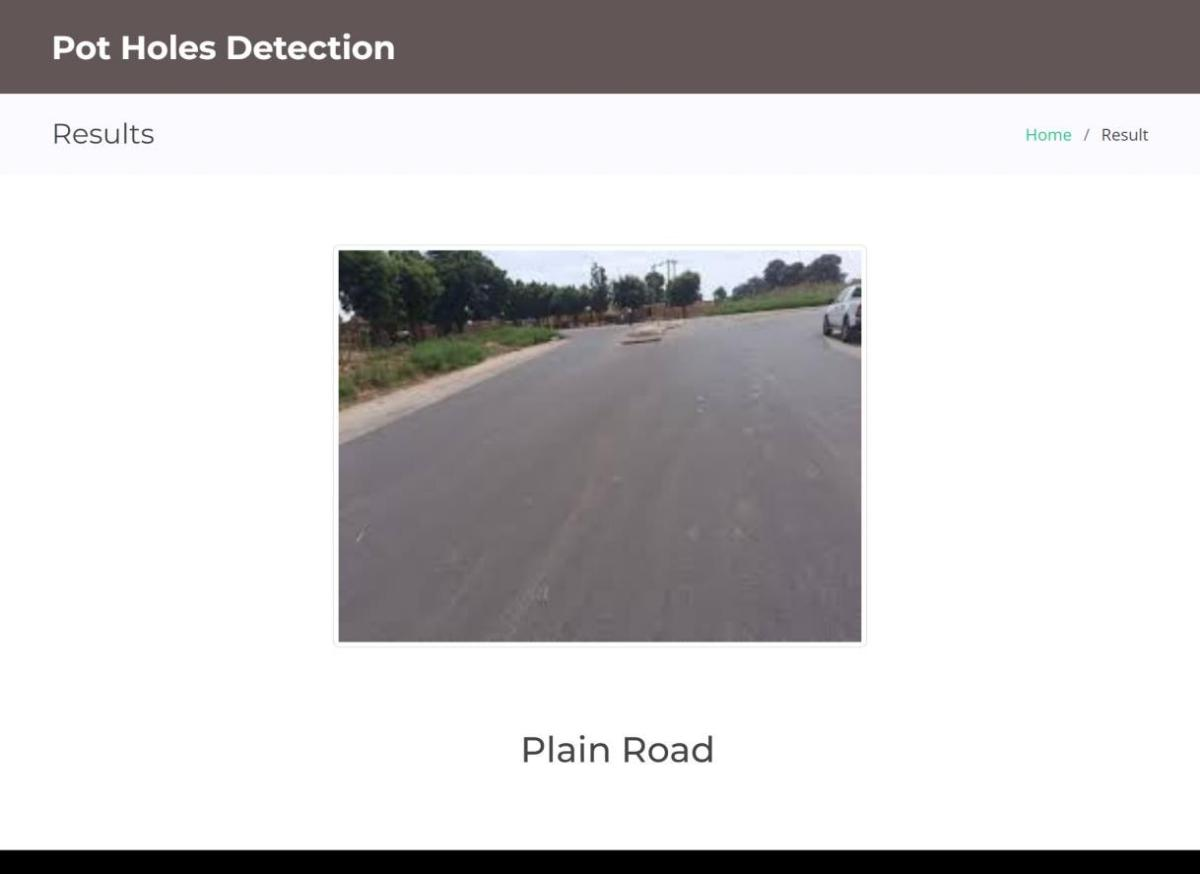 Pot Holes Detection
Results
Home / Result
Plain Road